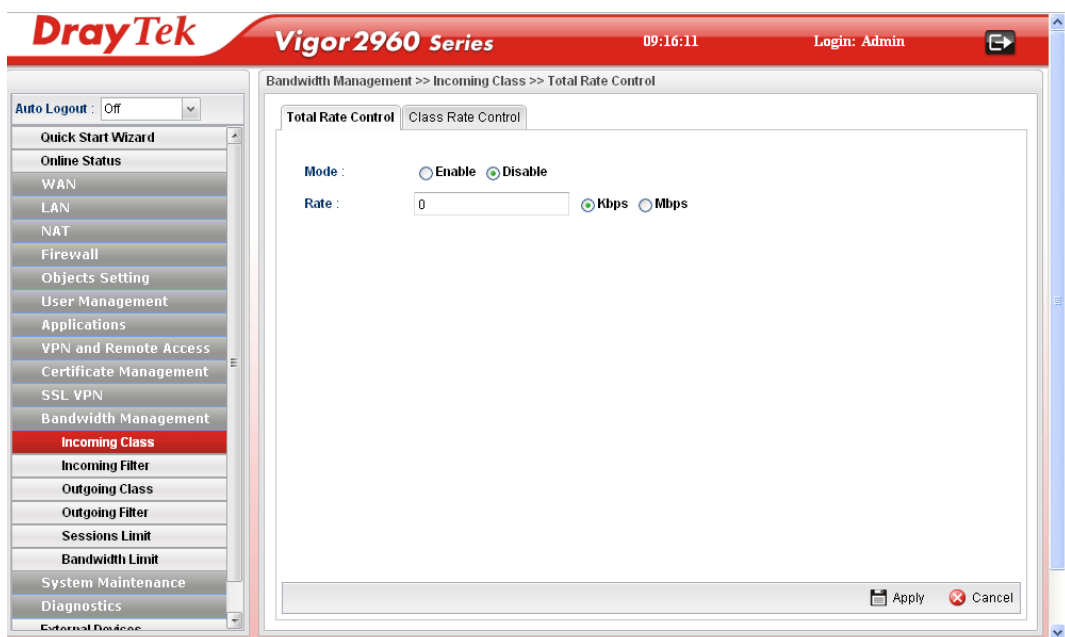 DrayTek
Vigor2960 Series
09:16:11
Login: Admin
Bandwidth Management >> Incoming Class >> Total Rate Control
Auto Logout : Off
Quick Start Wizard
Online Status
WAN
LAN
NAT
Firewall
Objects Setting
User Management
Applications
VPN and Remote Access
Certificate Management
SSL VPN
Bandwidth Management
Incoming Class
Incoming Filter
Outgoing Class
Outgoing Filter
Sessions Limit
Bandwidth Limit
System Maintenance
Diagnostics
External Devices
Total Rate Control
Class Rate Control
Mode : Enable Disable
Rate : 0 Kbps Mbps
Apply
Cancel